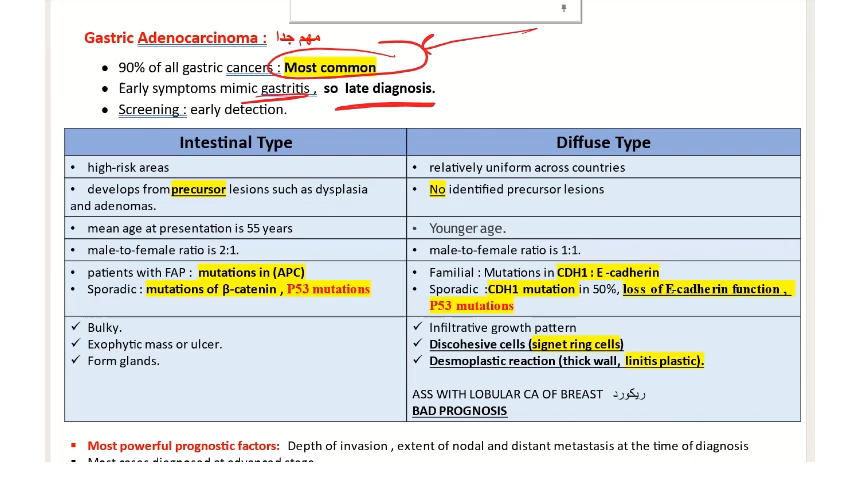 Gastric Adenocarcinoma : مهم جدا
• 90% of all gastric cancers : Most common
• Early symptoms mimic gastritis , so late diagnosis.
• Screening : early detection.
Intestinal Type
Diffuse Type
• high-risk areas
• relatively uniform across countries
• develops from precursor lesions such as dysplasia
and adenomas.
• No identified precursor lesions
• mean age at presentation is 55 years
• Younger age.
• male-to-female ratio is 2:1.
• male-to-female ratio is 1:1.
• patients with FAP : mutations in (APC)
• Sporadic : mutations of β-catenin , P53 mutations
• Familial : Mutations in CDH1 : E -cadherin
• Sporadic :CDH1 mutation in 50%, loss of E-cadherin function ,
P53 mutations
✓ Bulky.
✓ Exophytic mass or ulcer.
✓ Form glands.
✓ Infiltrative growth pattern
✓ Discohesive cells (signet ring cells)
✓ Desmoplastic reaction (thick wall, linitis plastic).
ASS WITH LOBULAR CA OF BREAST ريكورد
BAD PROGNOSIS
▪ Most powerful prognostic factors: Depth of invasion , extent of nodal and distant metastasis at the time of diagnosis
• Most cases diagnosed at advanced stage